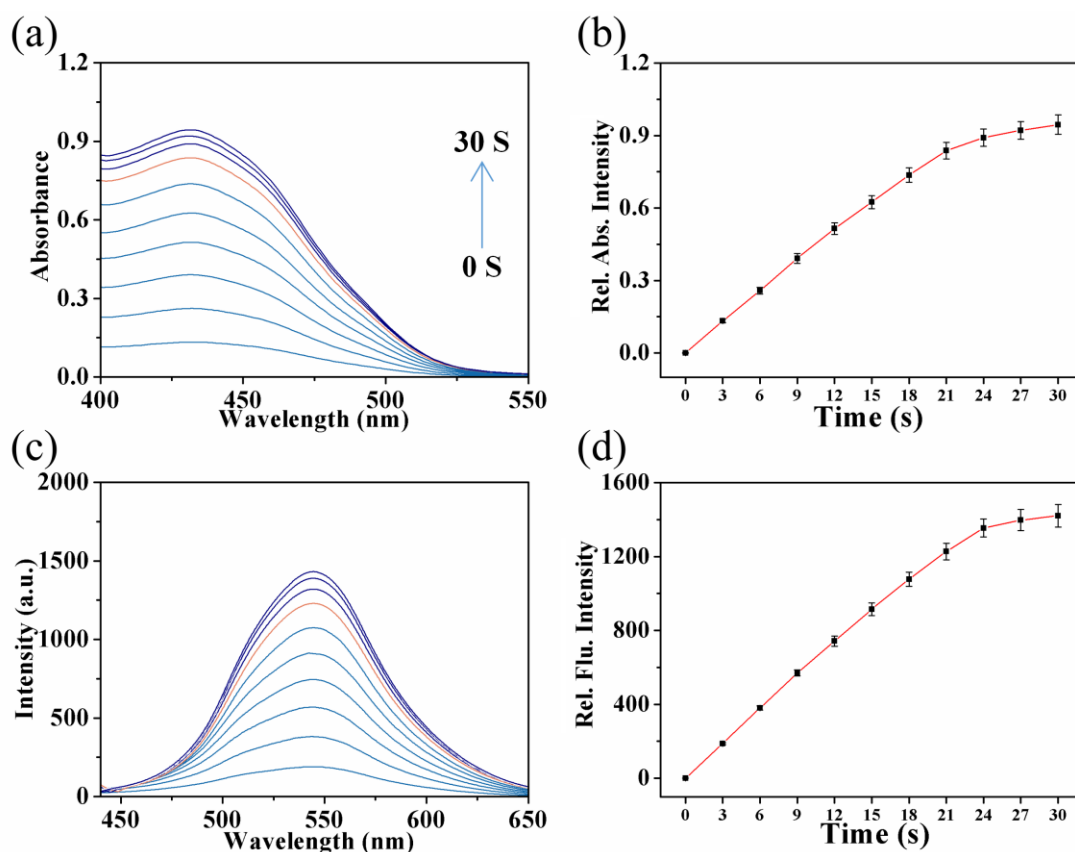 (a)
1.2
0.9
0.6
0.3
0.0
Absorbance
30 S
0 S
400 450 500 550
Wavelength (nm)
(b)
1.2
0.9
0.6
0.3
0.0
Rel. Abs. Intensity
0 3 6 9 12 15 18 21 24 27 30
Time (s)
(c)
2000
1500
1000
500
0
Intensity (a.u.)
450 500 550 600 650
Wavelength (nm)
(d)
1600
1200
800
400
0
Rel. Flu. Intensity
0 3 6 9 12 15 18 21 24 27 30
Time (s)